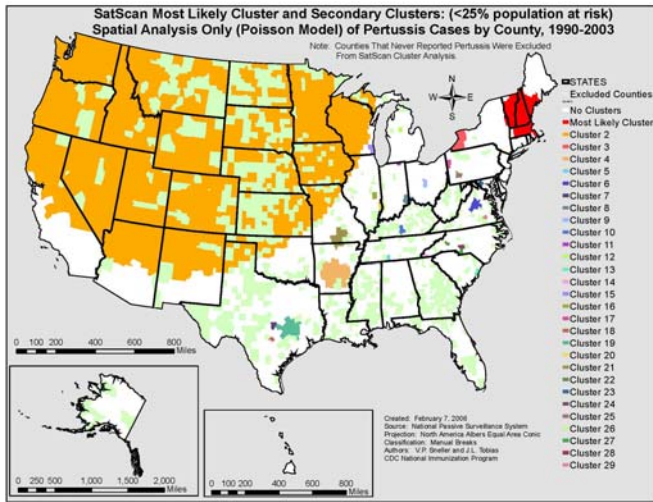 SatScan Most Likely Cluster and Secondary Clusters: (<25% population at risk)
Spatial Analysis Only (Poisson Model) of Pertussis Cases by County, 1990-2003
Note: Counties That Never Reported Pertussis Were Excluded
From SatScan Cluster Analysis.
N
W E
S
STATES
Excluded Counties
No Clusters
Most Likely Cluster
Cluster 2
Cluster 3
Cluster 4
Cluster 5
Cluster 6
Cluster 7
Cluster 8
Cluster 9
Cluster 10
Cluster 11
Cluster 12
Cluster 13
Cluster 14
Cluster 15
Cluster 16
Cluster 17
Cluster 18
Cluster 19
Cluster 20
Cluster 21
Cluster 22
Cluster 23
Cluster 24
Cluster 25
Cluster 26
Cluster 27
Cluster 28
Cluster 29
0 100 200 400 600 800
Miles
0 250 500 1,000 1,500 2,000
Miles
0 50 100 200 300 400
Miles
Created: February 7, 2006
Source: National Passive Surveillance System
Projection: North America Albers Equal Area Conic
Classification: Manual Breaks
Authors: V.P. Sneller and J.L. Tobias
CDC National Immunization Program